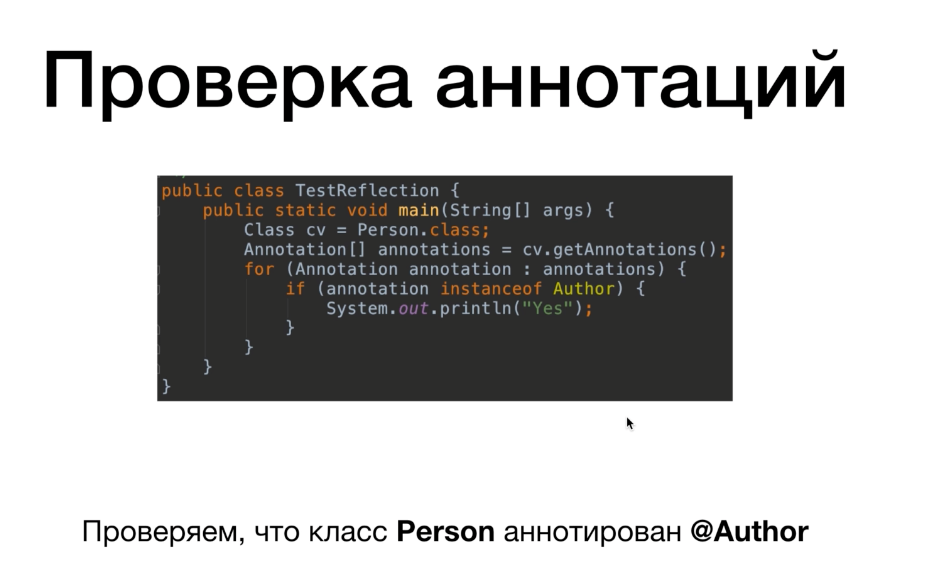 Проверка аннотаций
public class TestReflection {
public static void main(String[] args) {
Class cv = Person.class;
Annotation[] annotations = cv.getAnnotations();
for (Annotation annotation : annotations) {
if (annotation instanceof Author) {
System.out.println("Yes");
}
}
}
}
Проверяем, что класс Person аннотирован @Author